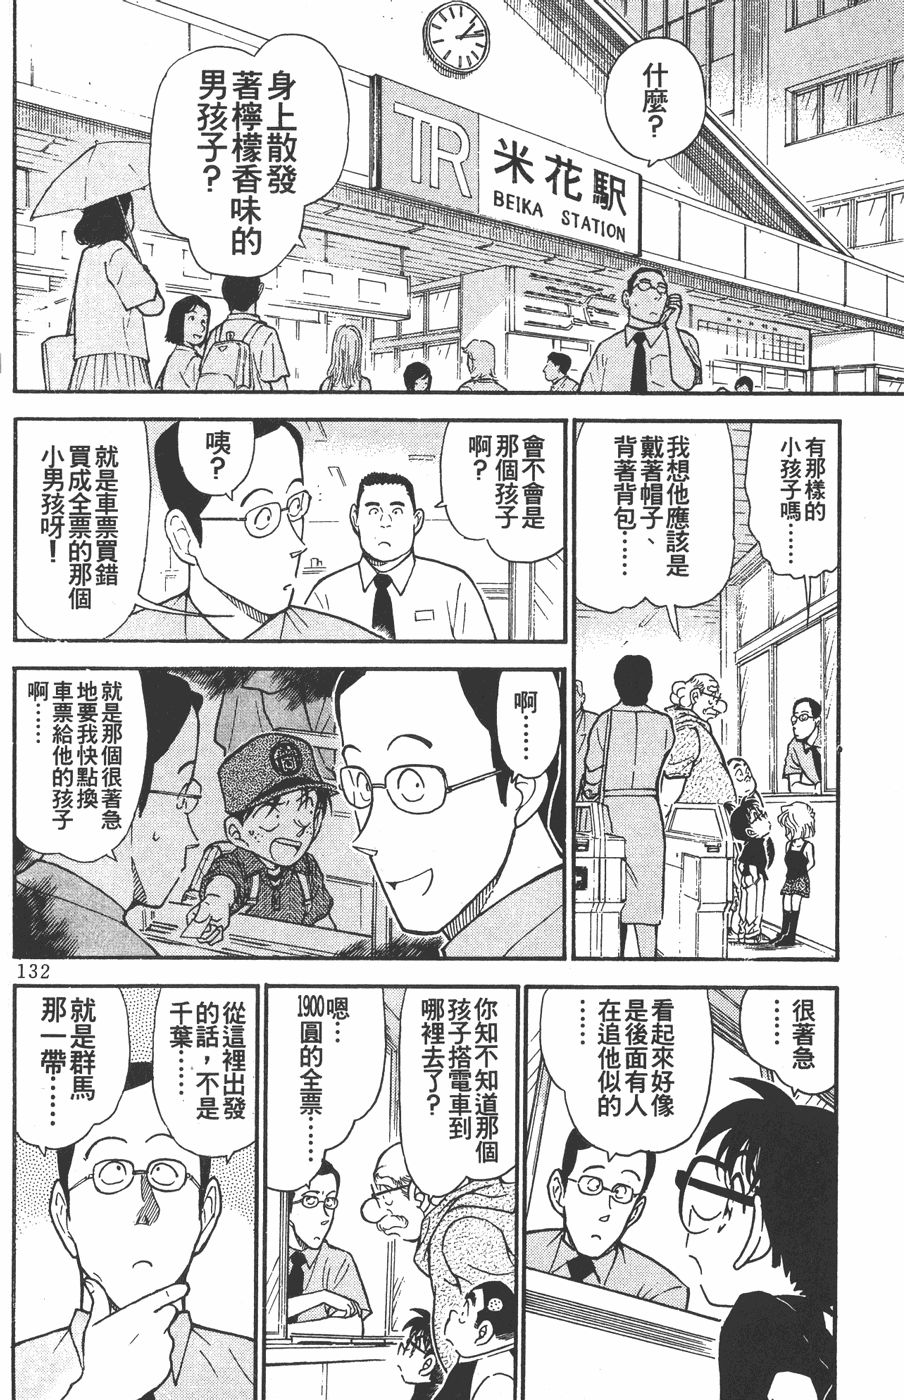 什麼?
TR
米花駅
BEIKA STATION
身上散發
著檸檬香味的
男孩子?
有那樣的
小孩子嗎……
我想他應該是
戴著帽子、
背著背包……
會不會是
那個孩子
啊?
咦?
就是車票買錯
買成全票的那個
小男孩呀!
啊……
就是那個很著急
地要我快點換
車票給他的孩子
啊……
132
很著急
……
看起來好像
是後面有人
在追他似的
……
你知不知道那個
孩子搭電車到
哪裡去了?
嗯…
1900圓的全票……
從這裡出發
的話,不是
千葉……
就是群馬
那一帶……